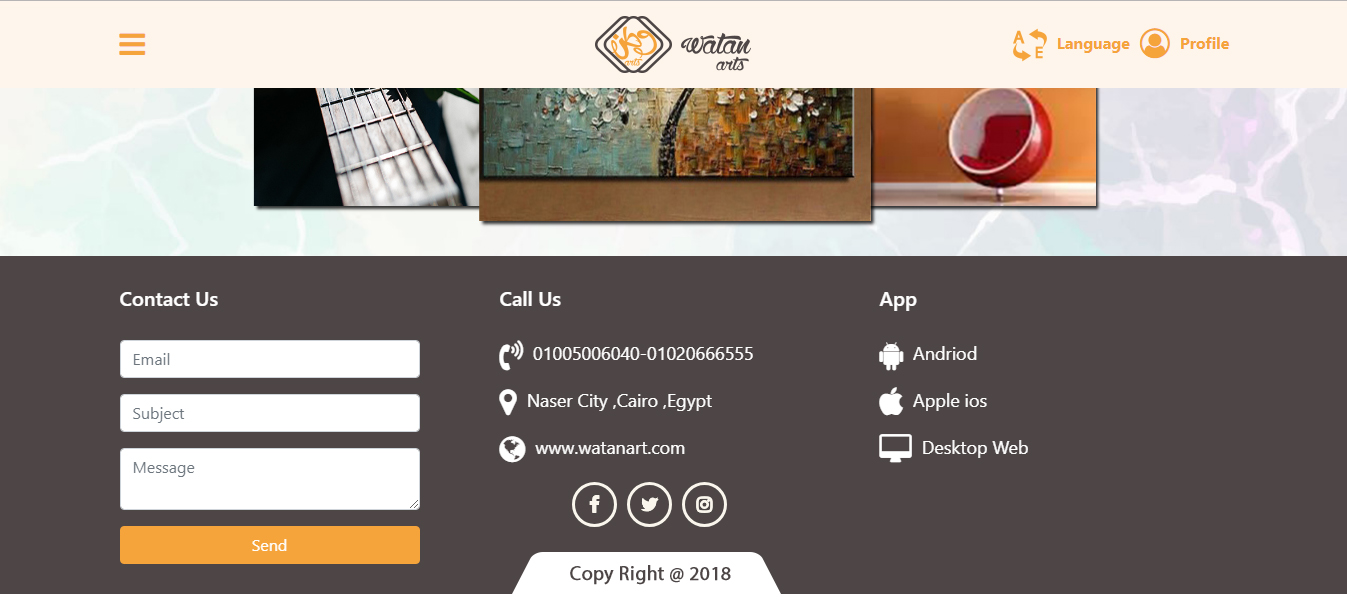 watan
arts
A
E
Language
Profile
Contact Us
Email
Subject
Message
Send
Call Us
01005006040-01020666555
Naser City ,Cairo ,Egypt
www.watanart.com
App
Andriod
Apple ios
Desktop Web
Copy Right @ 2018